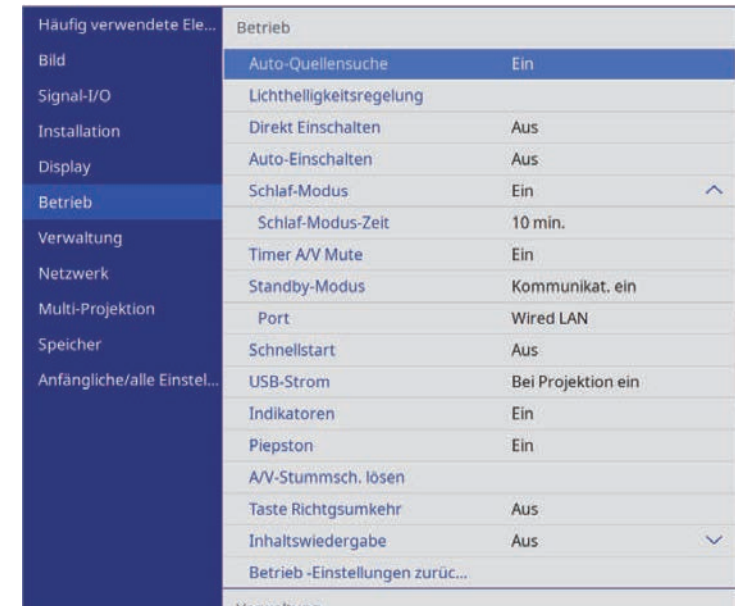 Häufig verwendete Ele...
Bild
Signal-I/O
Installation
Display
Betrieb
Verwaltung
Netzwerk
Multi-Projektion
Speicher
Anfängliche/alle Einstel...
Betrieb
Auto-Quellensuche Ein
Lichthelligkeitsregelung
Direkt Einschalten Aus
Auto-Einschalten Aus
Schlaf-Modus Ein
Schlaf-Modus-Zeit 10 min.
Timer A/V Mute Ein
Standby-Modus Kommunikat. ein
Port Wired LAN
Schnellstart Aus
USB-Strom Bei Projektion ein
Indikatoren Ein
Piepston Ein
A/V-Stummsch. lösen
Taste Richtgsumkehr Aus
Inhaltswiedergabe Aus
Betrieb -Einstellungen zurüc...